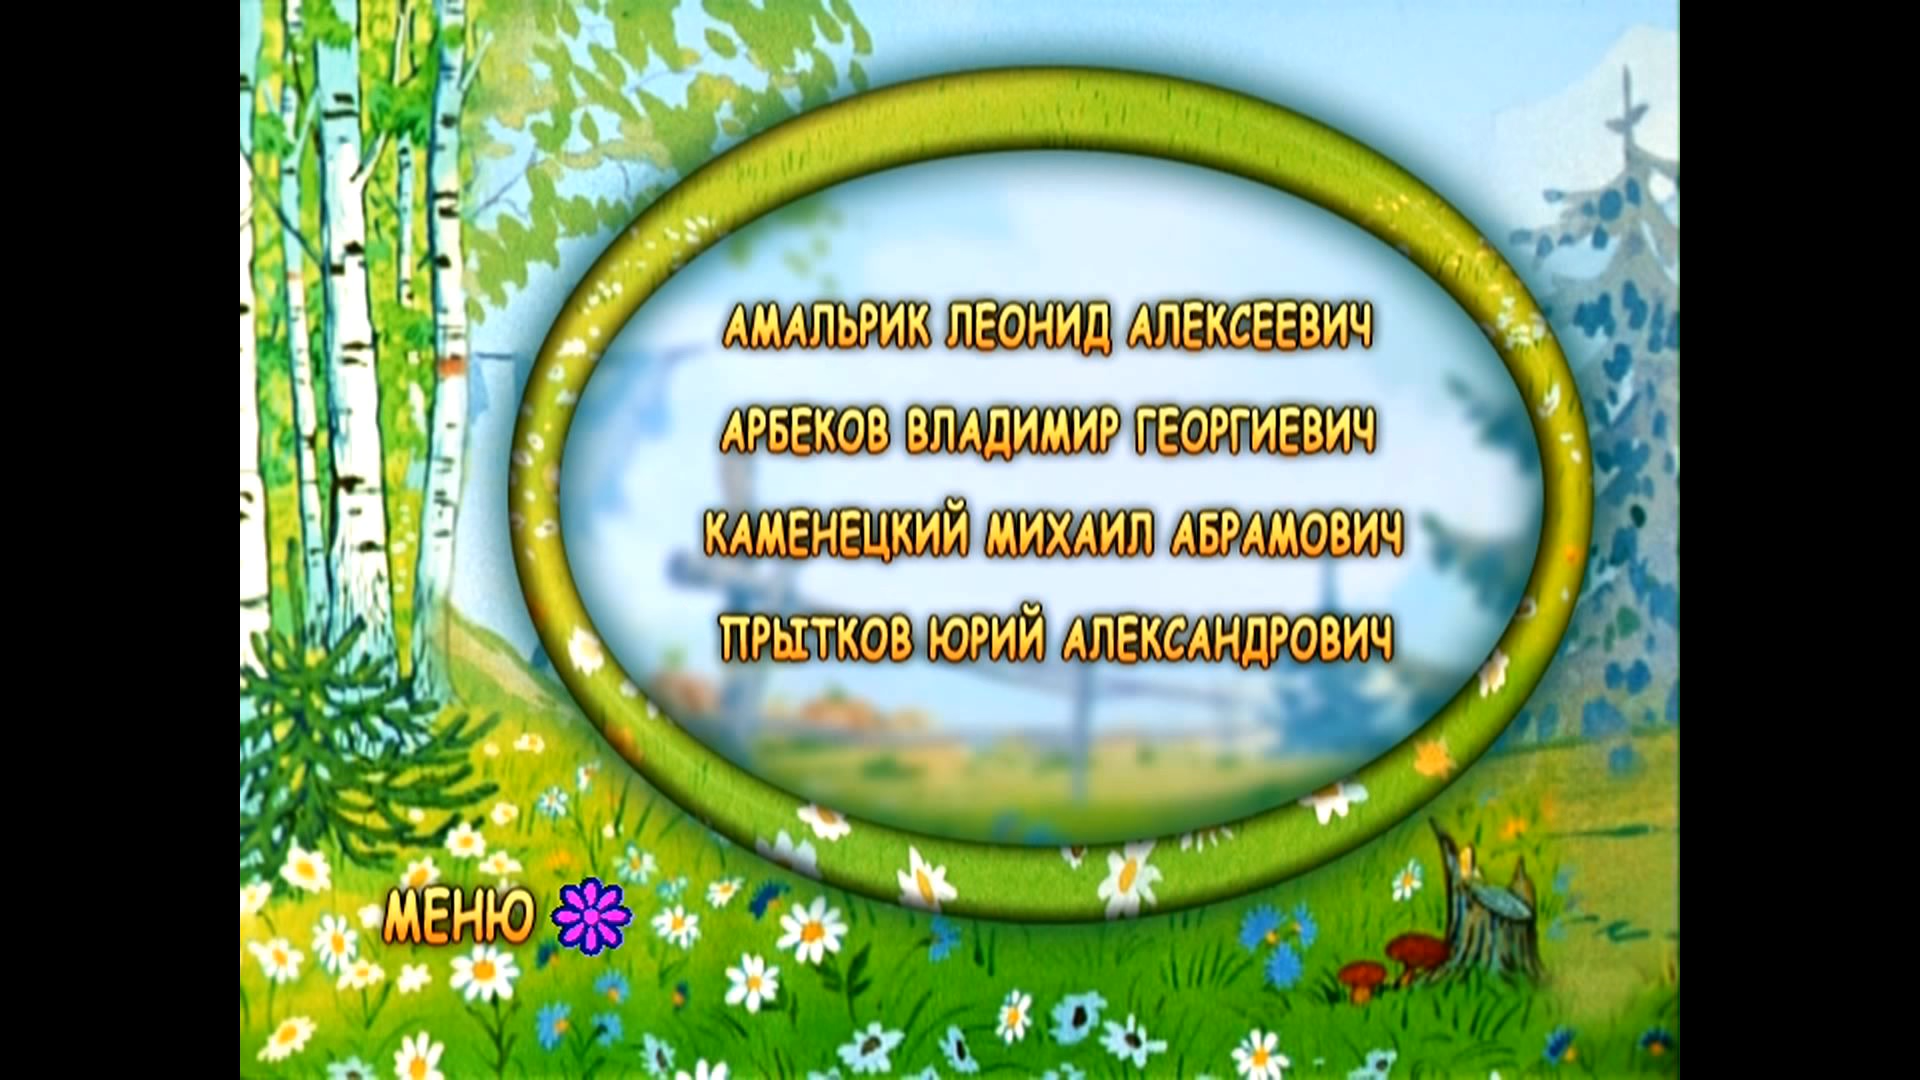 АМАЛЬРИК ЛЕОНИД АЛЕКСЕЕВИЧ
АРБЕКОВ ВЛАДИМИР ГЕОРГИЕВИЧ
КАМЕНЕЦКИЙ МИХАИЛ АБРАМОВИЧ
ПРЫТКОВ ЮРИЙ АЛЕКСАНДРОВИЧ
МЕНЮ